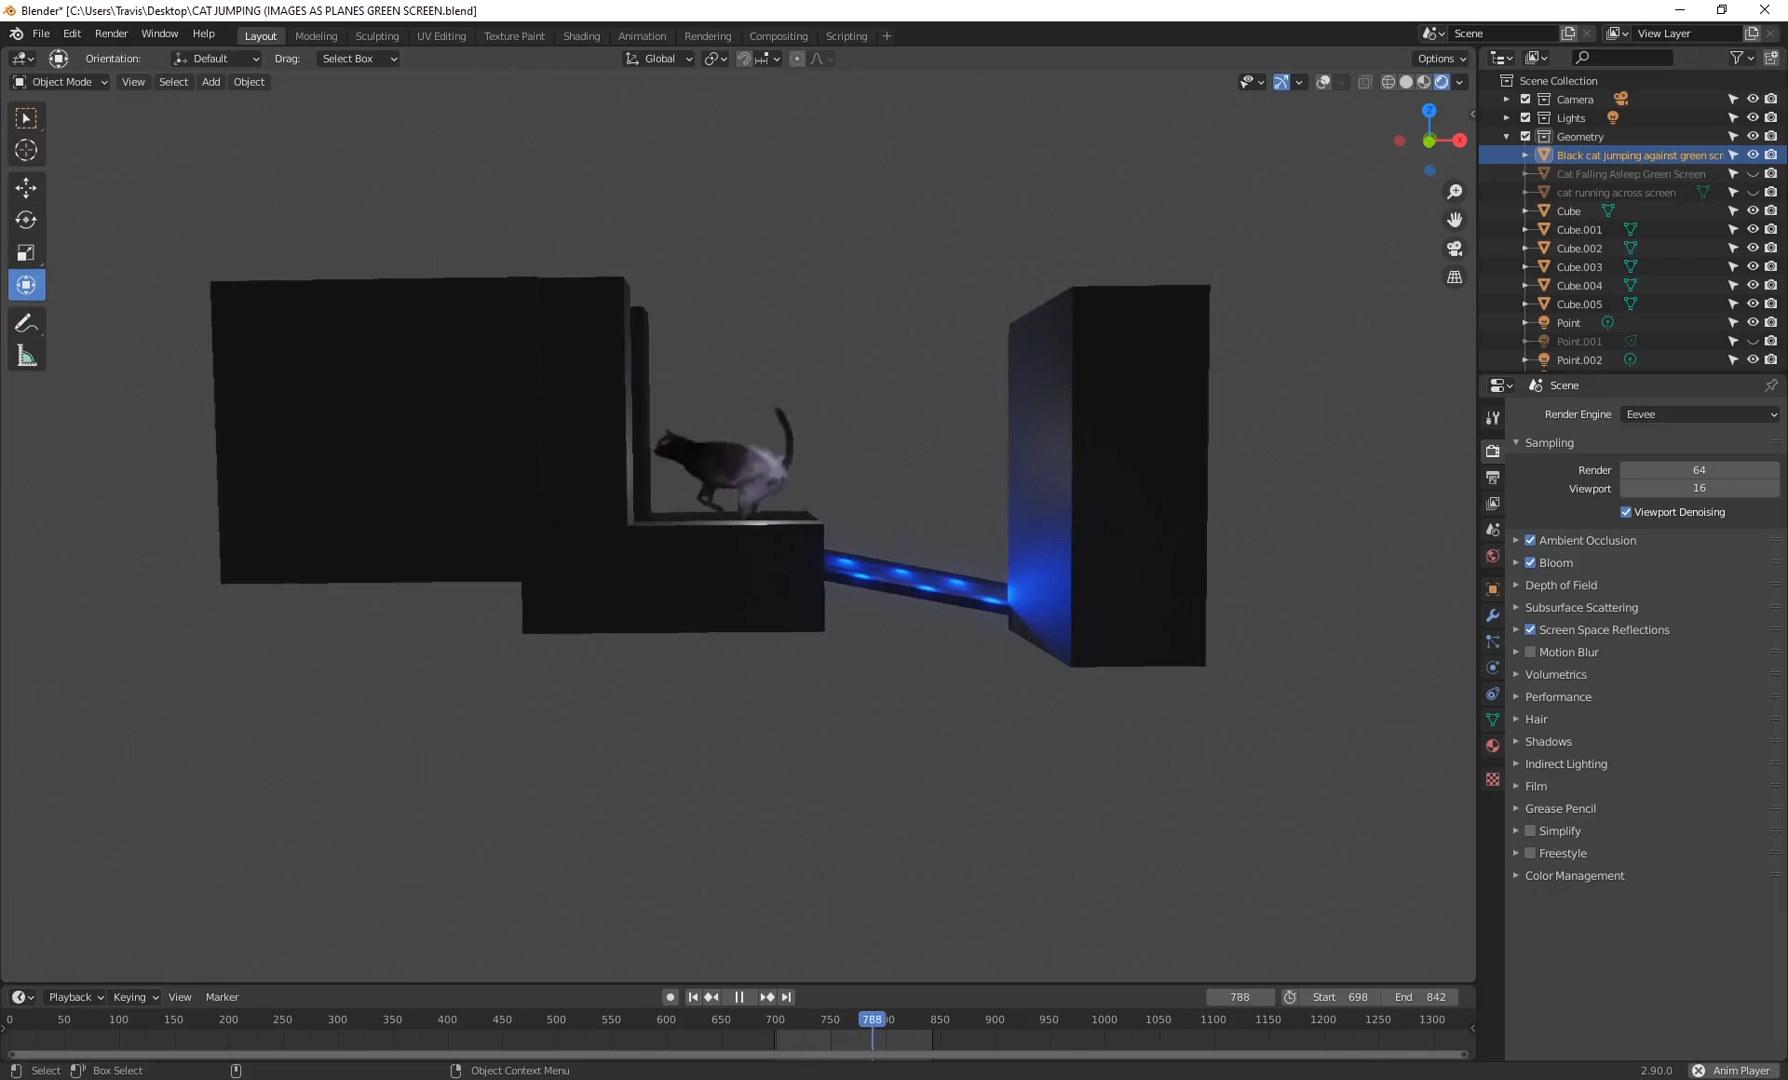 Blender* [C:\Users\Travis\Desktop\CAT JUMPING (IMAGES AS PLANES GREEN SCREEN.blend]
File Edit Render Window Help Layout Modeling Sculpting UV Editing Texture Paint Shading Animation Rendering Compositing Scripting + Scene View Layer
Orientation: Default Drag: Select Box Global Options
Object Mode View Select Add Object
X
Z
Scene Collection
Camera
Lights
Geometry
Black cat jumping against green scr
Cat Falling Asleep Green Screen
cat running across screen
Cube
Cube.001
Cube.002
Cube.003
Cube.004
Cube.005
Point
Point.001
Point.002
Scene
Render Engine Eevee
Sampling
Render 64
Viewport 16
Viewport Denoising
Ambient Occlusion
Bloom
Depth of Field
Subsurface Scattering
Screen Space Reflections
Motion Blur
Volumetrics
Performance
Hair
Shadows
Indirect Lighting
Film
Grease Pencil
Simplify
Freestyle
Color Management
Playback Keying View Marker 788 Start 698 End 842
0 50 100 150 200 250 300 350 400 450 500 550 600 650 700 750 788 850 900 950 1000 1050 1100 1150 1200 1250 1300
Select Box Select Object Context Menu 2.90.0 Anim Player